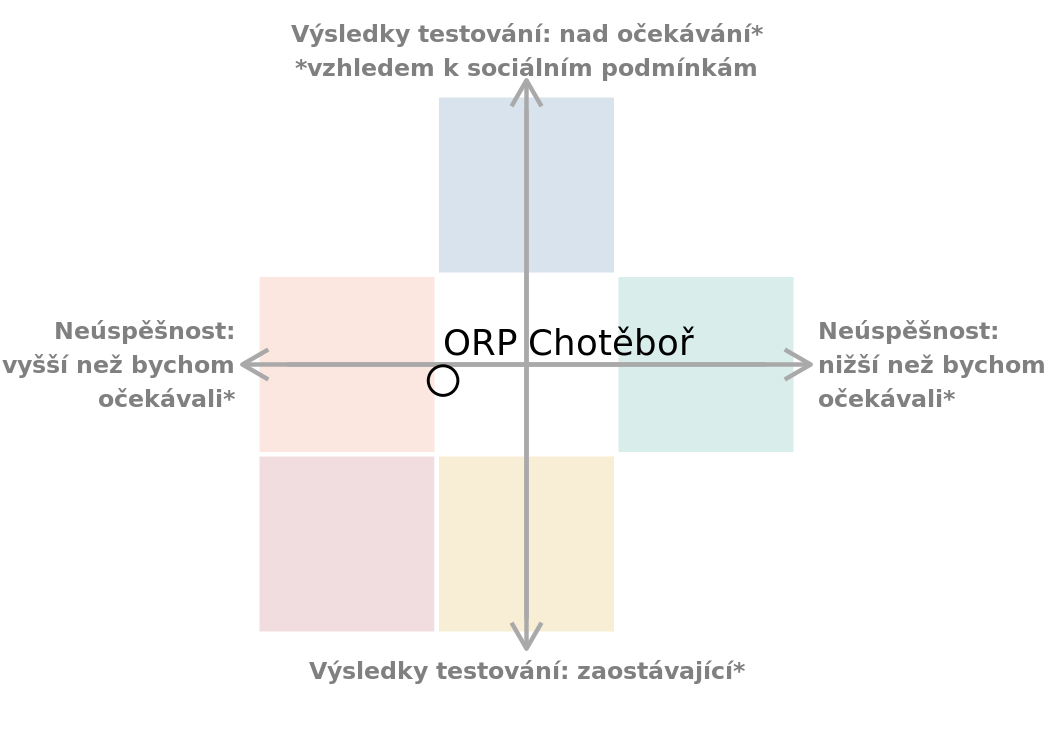 Výsledky testování: nad očekávání*
*vzhledem k sociálním podmínkám
ORP Chotěboř
Neúspěšnost:
vyšší než bychom
očekávali*
Neúspěšnost:
nižší než bychom
očekávali*
Výsledky testování: zaostávající*